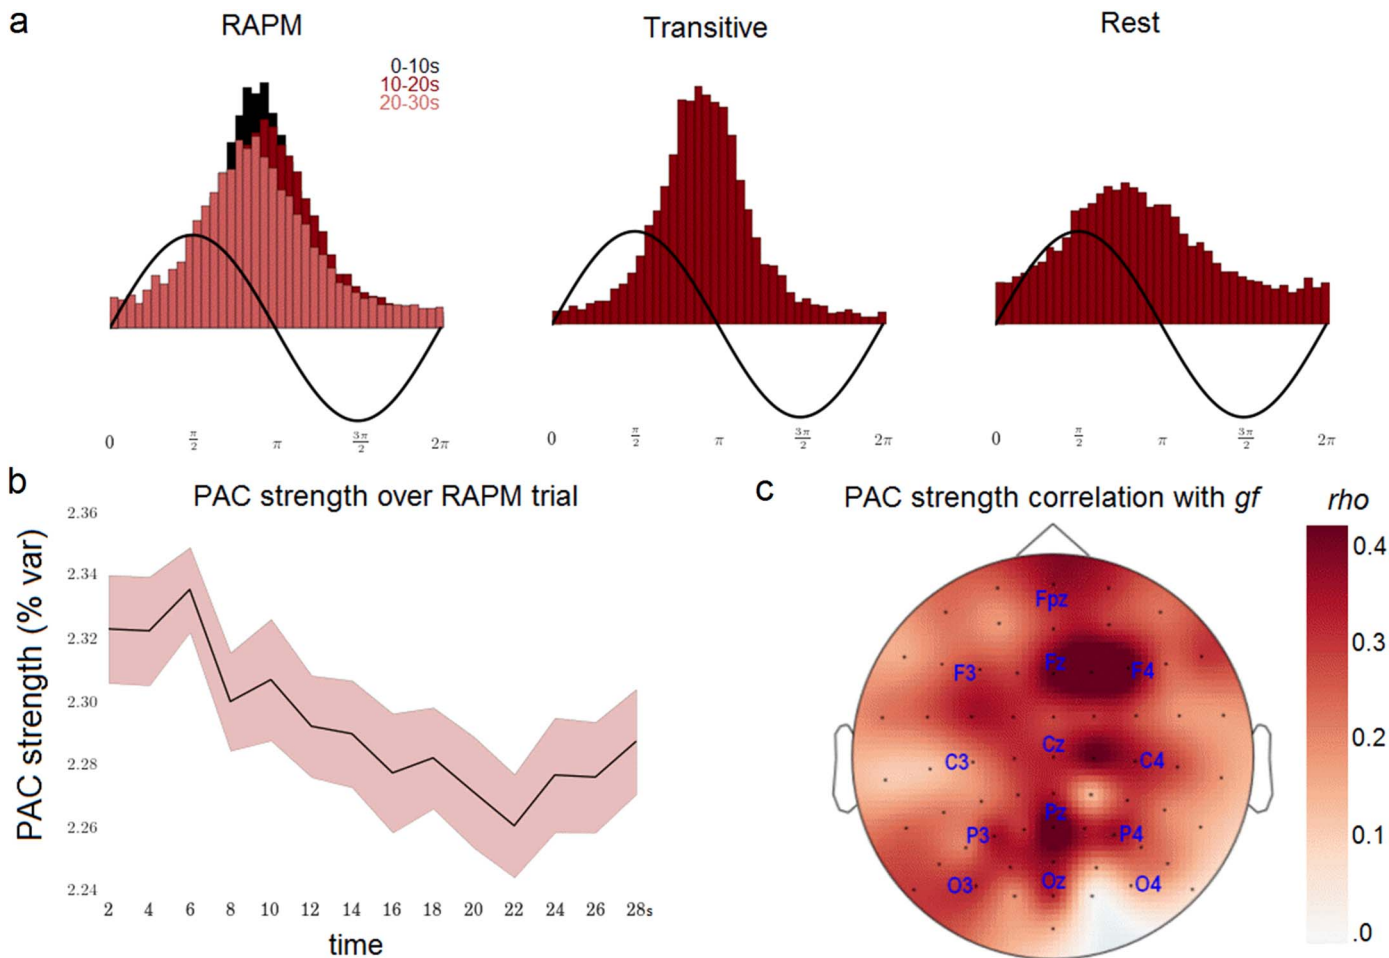 a
RAPM
Transitive
Rest
0-10s
10-20s
20-30s
0 π/2 π 3π/2 2π
0 π/2 π 3π/2 2π
0 π/2 π 3π/2 2π
b
PAC strength over RAPM trial
PAC strength (% var)
2.36
2.34
2.32
2.30
2.28
2.26
2.24
2 4 6 8 10 12 14 16 18 20 22 24 26 28s
time
c
PAC strength correlation with gf
rho
Fpz
F3 Fz F4
C3 Cz C4
Pz
P3 P4
O3 Oz O4
0.4
0.3
0.2
0.1
.0